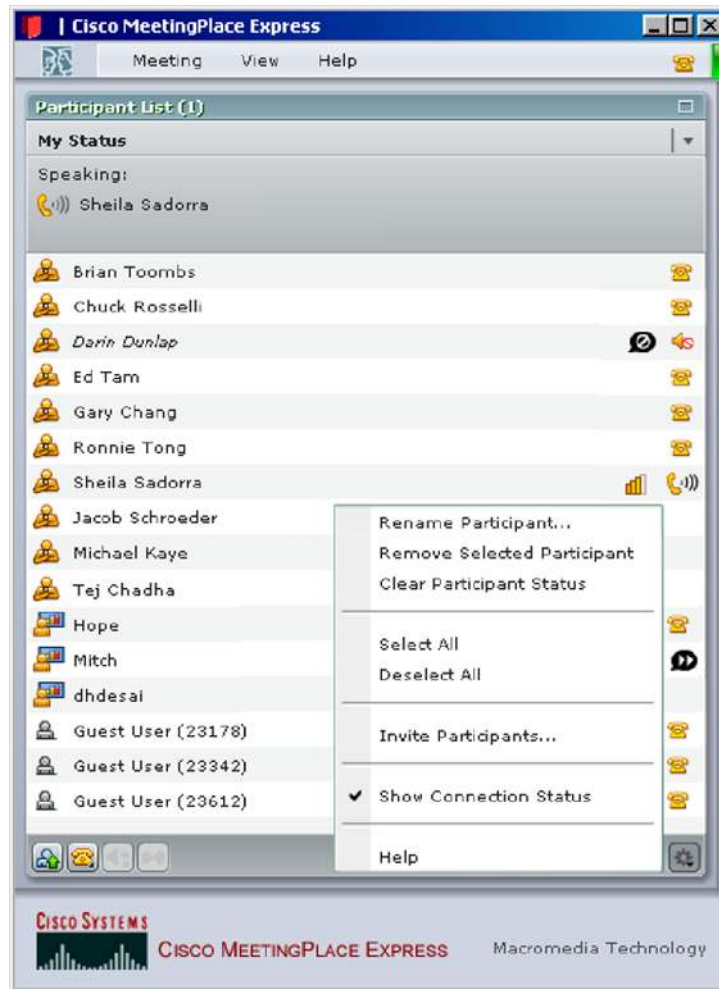 | Cisco MeetingPlace Express
Meeting View Help
Participant List (1)
My Status
Speaking:
Sheila Sadorra
Brian Toombs
Chuck Rosselli
Darin Dunlap
Ed Tam
Gary Chang
Ronnie Tong
Sheila Sadorra
Jacob Schroeder
Michael Kaye
Tej Chadha
Hope
Mitch
dhdesai
Guest User (23178)
Guest User (23342)
Guest User (23612)
Rename Participant...
Remove Selected Participant
Clear Participant Status
Select All
Deselect All
Invite Participants...
Show Connection Status
Help
CISCO SYSTEMS
CISCO MEETINGPLACE EXPRESS
Macromedia Technology